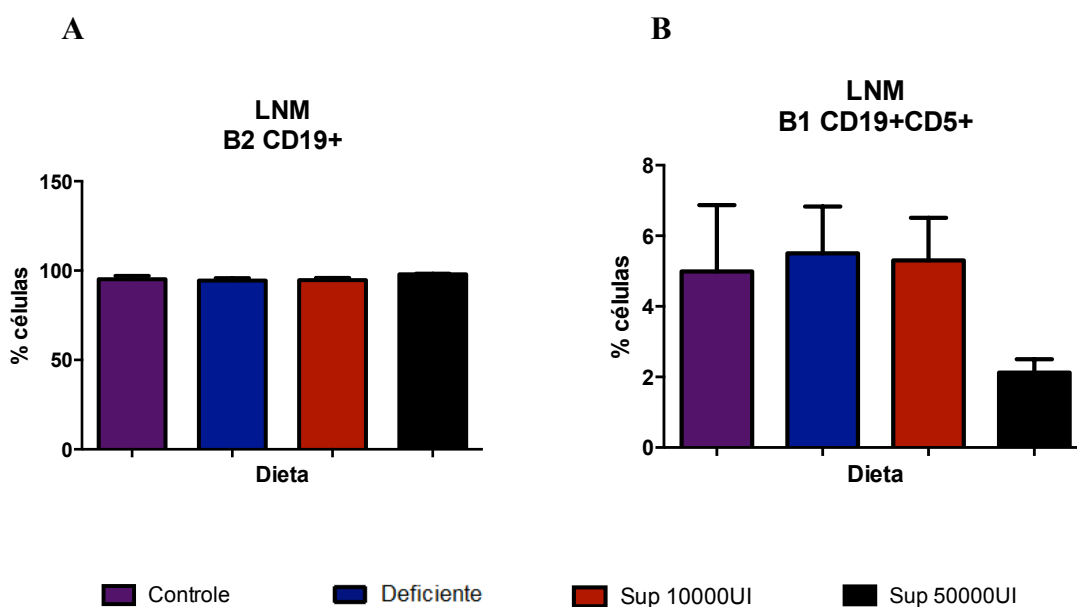 A
LNM
B2 CD19+
150
100
50
0
% células
Dieta
B
LNM
B1 CD19+CD5+
8
6
4
2
0
% células
Dieta
Controle
Deficiente
Sup 10000UI
Sup 50000UI